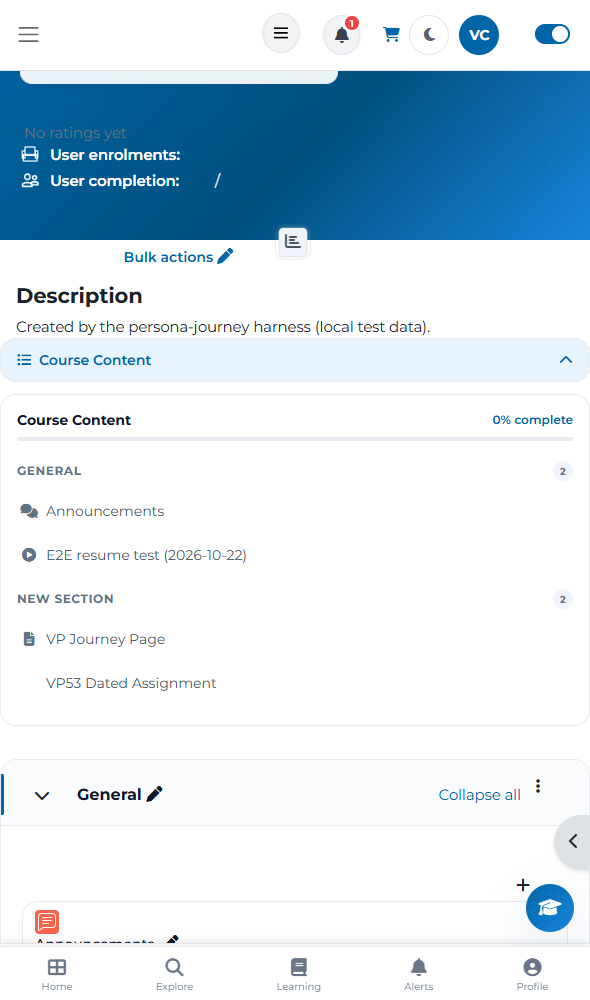 1
VC
No ratings yet
User enrolments:
User completion: /
Bulk actions
Description
Created by the persona-journey harness (local test data).
Course Content
Course Content 0% complete
GENERAL 2
Announcements
E2E resume test (2026-10-22)
NEW SECTION 2
VP Journey Page
VP53 Dated Assignment
General Collapse all
Announcements
Home Explore Learning Alerts Profile